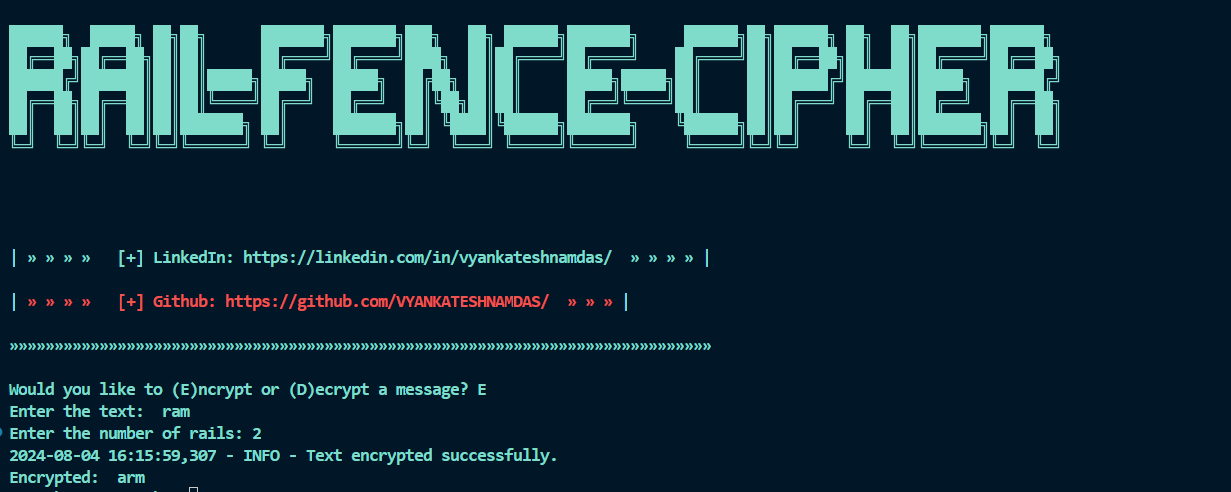 RAIL-FENCE-CIPHER
| » » » »   [+] LinkedIn: https://linkedin.com/in/vyankateshnamdas/  » » » » |
| » » » »   [+] Github: https://github.com/VYANKATESHNAMDAS/  » » » |
»»»»»»»»»»»»»»»»»»»»»»»»»»»»»»»»»»»»»»»»»»»»»»»»»»»»»»»»»»»»»»»»»»»»»»»»»»»»»»
Would you like to (E)ncrypt or (D)ecrypt a message? E
Enter the text:  ram
Enter the number of rails: 2
2024-08-04 16:15:59,307 - INFO - Text encrypted successfully.
Encrypted:  arm